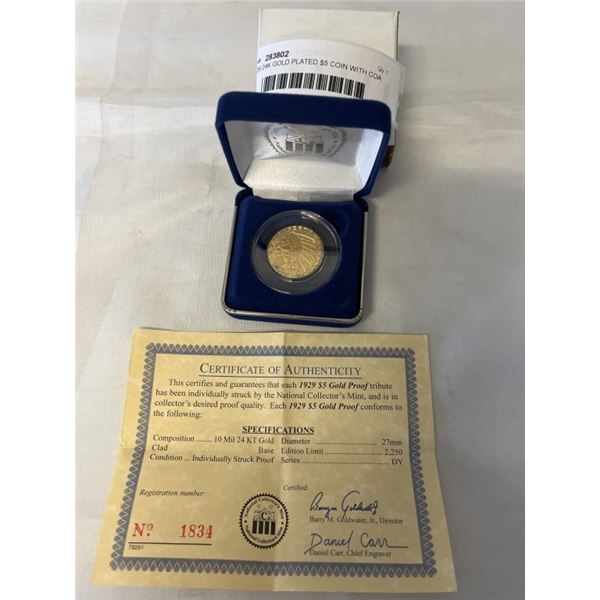 283802
24K GOLD PLATED $5 COIN WITH COA
CERTIFICATE OF AUTHENTICITY
This certifies and guarantees that each 1929 $5 Gold Proof tribute
has been individually struck by the National Collector's Mint, and is in
collector's desired proof quality. Each 1929 $5 Gold Proof conforms to
the following:
SPECIFICATIONS
Composition ........ 10 Mil 24 KT Gold Diameter ................................ 27mm
Clad Base Edition Limit ........................... 2,250
Condition ... Individually Struck Proof Series ....................................... DY
Registration number:
Certified:
Barry M. Goldwater, Jr., Director
Nº 1834
Daniel Carr
Daniel Carr, Chief Engraver
79291
National Collector's Mint